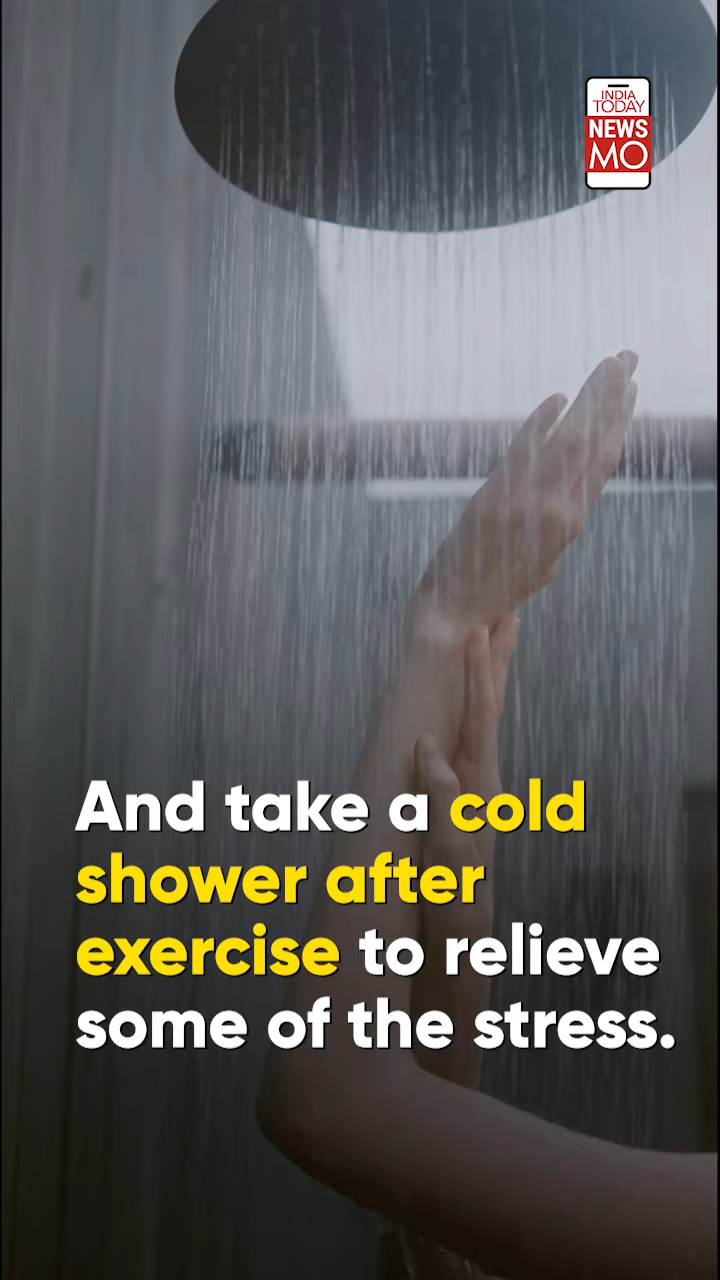 INDIA
TODAY
NEWS
MO
And take a cold
shower after
exercise to relieve
some of the stress.